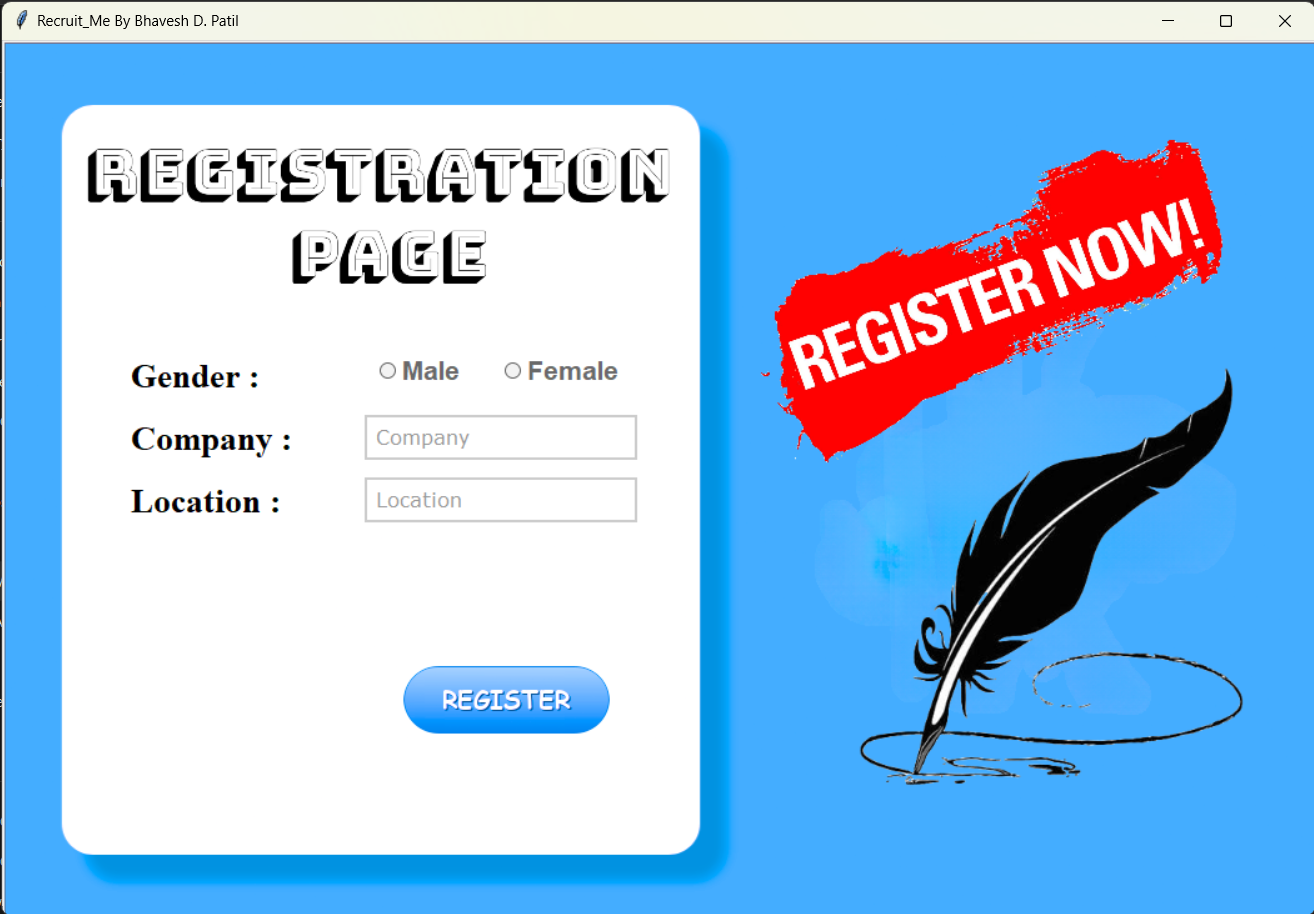 Recruit_Me By Bhavesh D. Patil
REGISTRATION
PAGE
Gender : Male Female
Company : Company
Location : Location
REGISTER
REGISTER NOW!